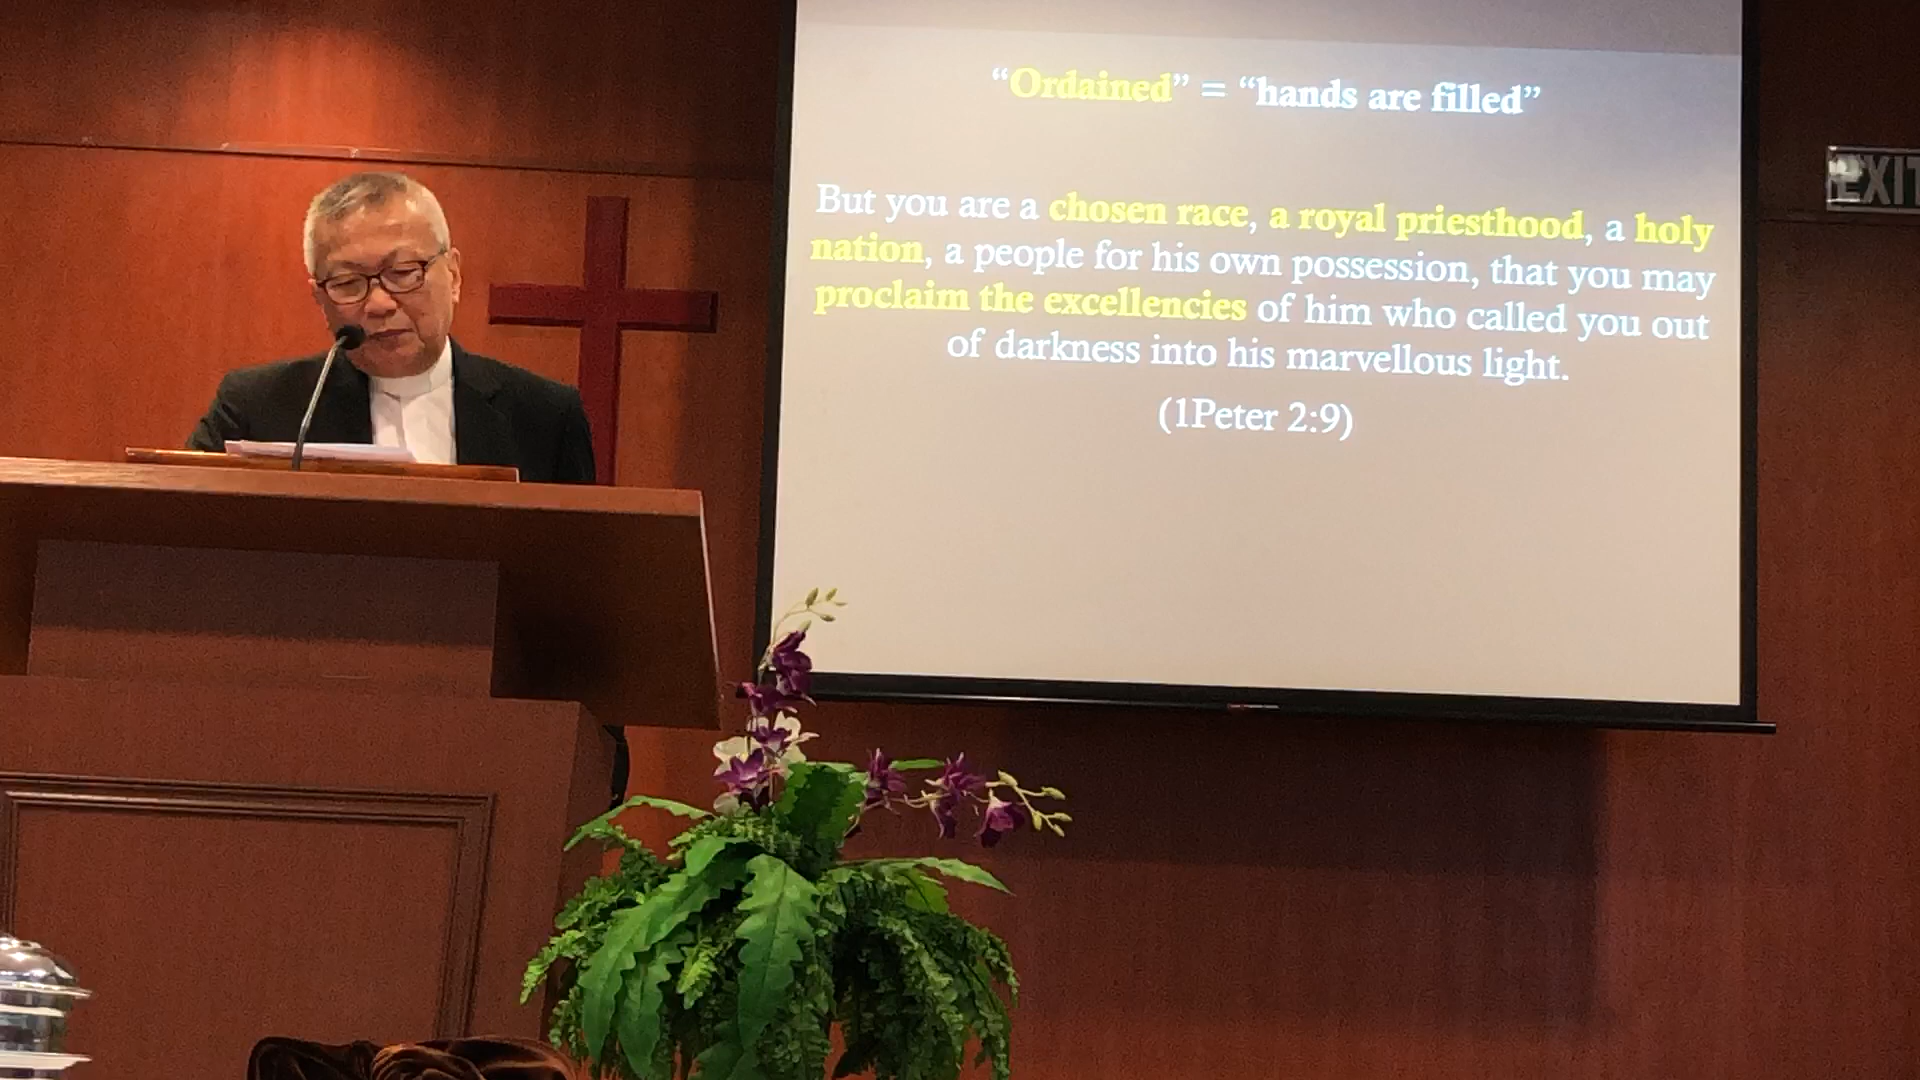 “Ordained” = “hands are filled”
But you are a chosen race, a royal priesthood, a holy
nation, a people for his own possession, that you may
proclaim the excellencies of him who called you out
of darkness into his marvellous light.
(1Peter 2:9)
EXIT